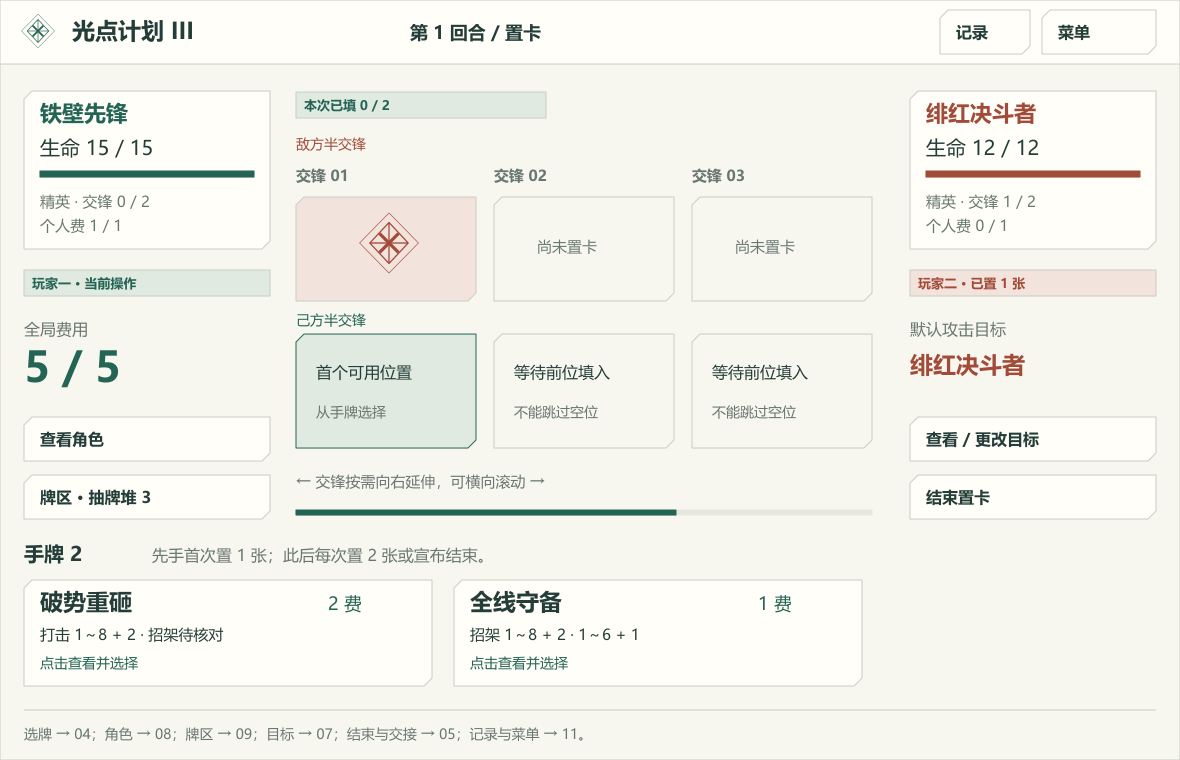 光点计划 III
第 1 回合 / 置卡
记录
菜单
铁壁先锋
生命 15 / 15
精英 · 交锋 0 / 2
个人费 1 / 1
玩家一 · 当前操作
全局费用
5 / 5
查看角色
牌区 · 抽牌堆 3
本次已填 0 / 2
敌方半交锋
交锋 01
交锋 02
交锋 03
尚未置卡
尚未置卡
己方半交锋
首个可用位置
从手牌选择
等待前位填入
不能跳过空位
等待前位填入
不能跳过空位
← 交锋按需向右延伸，可横向滚动 →
绯红决斗者
生命 12 / 12
精英 · 交锋 1 / 2
个人费 0 / 1
玩家二 · 已置 1 张
默认攻击目标
绯红决斗者
查看 / 更改目标
结束置卡
手牌 2
先手首次置 1 张；此后每次置 2 张或宣布结束。
破势重砸
2 费
打击 1~8 + 2 · 招架待核对
点击查看并选择
全线守备
1 费
招架 1~8 + 2 · 1~6 + 1
点击查看并选择
选牌 → 04；角色 → 08；牌区 → 09；目标 → 07；结束与交接 → 05；记录与菜单 → 11。